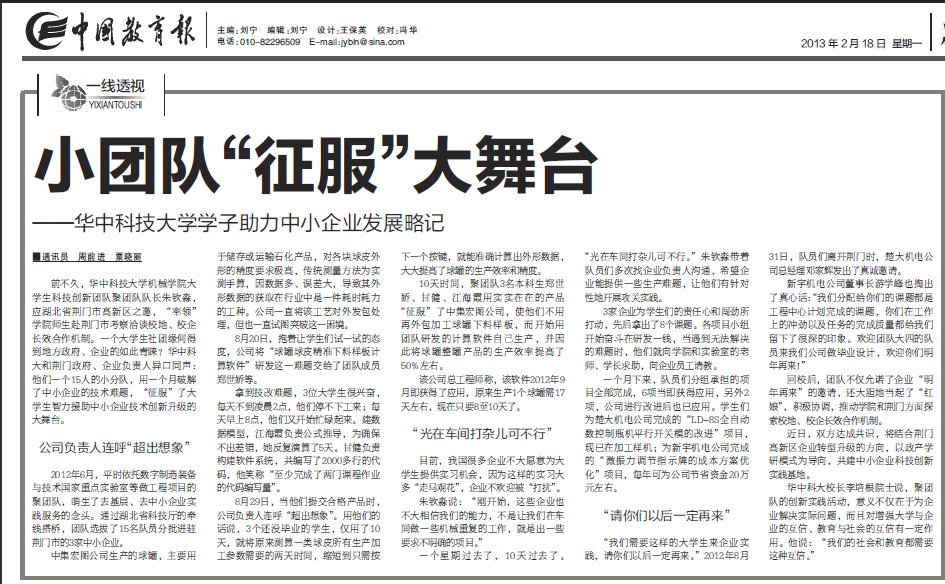 中国教育報
主编：刘宁 编辑：刘宁 设计：王保英 校对：冯华
电话：010-82296509 E-mail:jybhr@sina.com
2013年2月18日 星期一
一线透视
YIXIANTOUSHI
小团队“征服”大舞台
——华中科技大学学子助力中小企业发展略记
■通讯员 周前进 粟晓丽
前不久，华中科技大学机械学院大
学生科技创新团队聚团队队长朱钦淼，
应湖北省荆门市高新区之邀，“率领”
学院师生赴荆门市考察洽谈校地、校企
长效合作机制。一个大学生社团缘何得
到地方政府、企业的如此青睐？华中科
大和荆门政府、企业负责人异口同声：
他们一个15人的小分队，用一个月破解
了中小企业的技术难题，“征服”了大
学生智力援助中小企业技术创新升级的
大舞台。
公司负责人连呼“超出想象”
2012年6月，平时依托数字制造装备
与技术国家重点实验室等做工程项目的
聚团队，萌生了去基层、去中小企业实
践服务的念头。通过湖北省科技厅的牵
线搭桥，团队选拔了15名队员分批进驻
荆门市的3家中小企业。
中集宏图公司生产的球罐，主要用
于储存或运输石化产品，对各块球皮外
形的精度要求极高，传统测量方法为实
测手算，因数据多、误差大，导致其外
形数据的获取在行业中是一件耗时耗力
的工种。公司一直将该工艺对外发包处
理，但也一直试图突破这一困境。
8月20日，抱着让学生们试一试的态
度，公司将“球罐球皮精准下料样板计
算软件”研发这一难题交给了团队成员
郑世娇等。
拿到技改难题，3位大学生很兴奋，
每天不到凌晨2点，他们停不下工来；每
天早上8点，他们又开始忙碌起来。建数
据模型，江海霞负责公式推导，为确保
不出差错，她反复演算了5天。甘健负责
构建软件系统，共编写了2000多行的代
码，他笑称“至少完成了两门课程作业
的代码编写量”。
8月29日，当他们提交合格产品时，
公司负责人连呼“超出想象”。用他们的
话说，3个还没毕业的学生，仅用了10
天，就将原来测算一类球皮所有生产加
工参数需要的两天时间，缩短到只需按
下一个按键，就能准确计算出外形数据，
大大提高了球罐的生产效率和精度。
10天时间，聚团队3名本科生郑世
娇、甘健、江海霞用实实在在的产品
“征服”了中集宏图公司，使他们不用
再外包加工球罐下料样板，而开始用
团队研发的计算软件自己生产，并因
此将球罐整罐产品的生产效率提高了
50%左右。
该公司总工程师称，该软件2012年9
月即获得了应用，原来生产1个球罐需17
天左右，现在只要8至10天了。
“光在车间打杂儿可不行”
目前，我国很多企业不大愿意为大
学生提供实习机会，因为这样的实习大
多“走马观花”，企业不欢迎被“打扰”。
朱钦淼说：“刚开始，这些企业也
不大相信我们的能力，不是让我们在车
间做一些机械重复的工作，就是出一些
要求不明确的项目。”
一个星期过去了，10天过去了。
“光在车间打杂儿可不行。”朱钦淼带着
队员们多次找企业负责人沟通，希望企
业能提供一些生产难题，让他们有针对
性地开展攻关实践。
3家企业为学生们的责任心和闯劲所
打动，先后拿出了8个课题。各项目小组
开始奋斗在研发一线，当遇到无法解决
的难题时，他们就向学院和实验室的老
师、学长求助，向企业员工请教。
一个月下来，队员们分组承担的项
目全部完成，6项当即获得应用，另外2
项，公司进行改进后也已应用。学生们
为楚大机电公司完成的“LD-8S全自动
数控制瓶机平行开关模的改进”项目，
现已在加工样机；为新宇机电公司完成
的“微振力调节指示牌的成本方案优
化”项目，每年可为公司节省资金20万
元左右。
“请你们以后一定再来”
“我们需要这样的大学生来企业实
践，请你们以后一定再来。”2012年8月
31日，队员们离开荆门时，楚大机电公
司总经理邓家辉发出了真诚邀请。
新宇机电公司董事长游学峰也掏出
了真心话：“我们分配给你们的课题都是
工程中心计划完成的课题，你们在工作
上的冲劲以及任务的完成质量都给我们
留下了很深的印象。欢迎团队大四的队
员来我们公司做毕业设计，欢迎你们明
年再来！”
回校后，团队不仅允诺了企业“明
年再来”的邀请，还大胆地当起了“红
娘”，积极协调，推动学院和荆门方面探
索校地、校企长效合作机制。
近日，双方达成共识，将结合荆门
高新区企业转型升级的方向，以政产学
研模式为导向，共建中小企业科技创新
实践基地。
华中科大校长李培根院士说，聚团
队的创新实践活动，意义不仅在于为企
业解决实际问题，而且对增强大学与企
业的互信、教育与社会的互信有一定作
用。他说：“我们的社会和教育都需要
这种互信。”